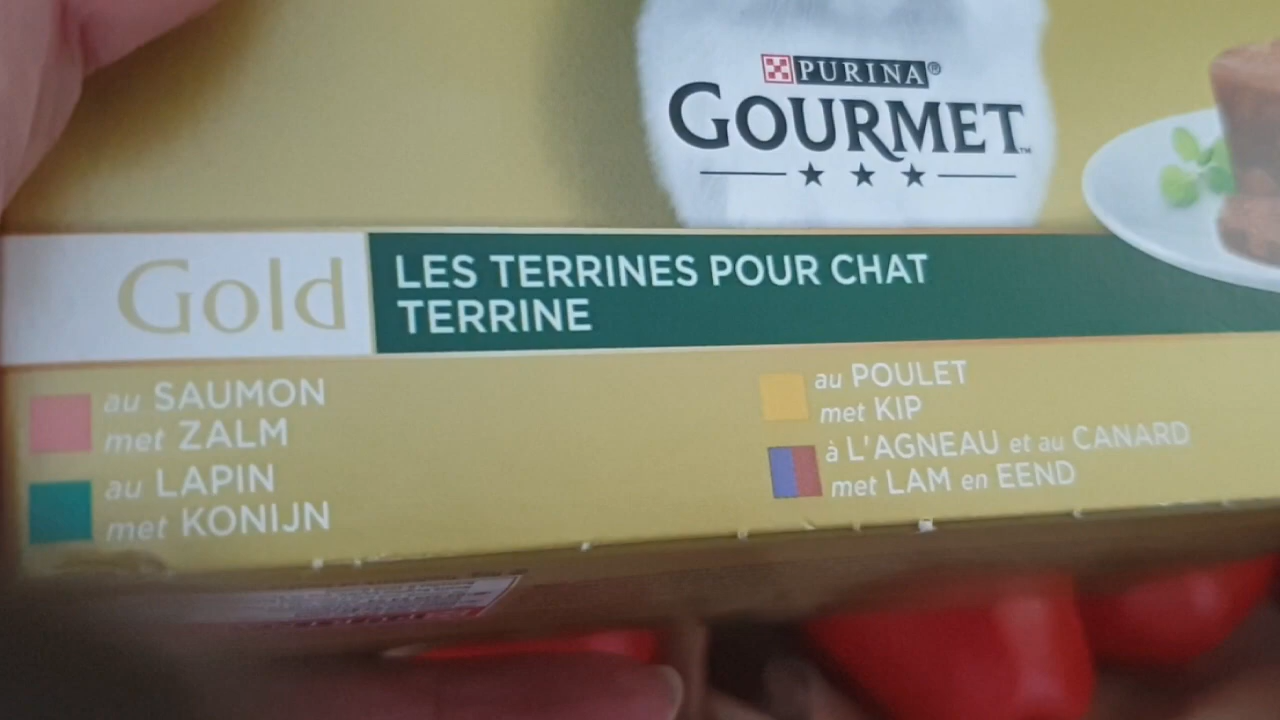 PURINA®
GOURMET™
Gold
LES TERRINES POUR CHAT
TERRINE
au SAUMON
met ZALM
au LAPIN
met KONIJN
au POULET
met KIP
à L'AGNEAU et au CANARD
met LAM en EEND